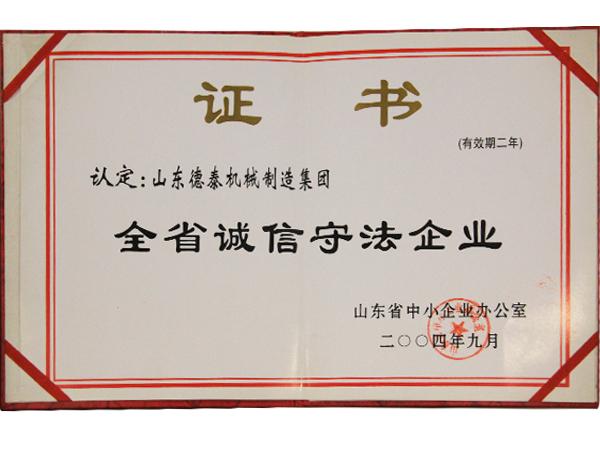 证书
(有效期二年)
认定:山东德泰机械制造集团
全省诚信守法企业
山东省中小企业办公室
二〇〇四年九月